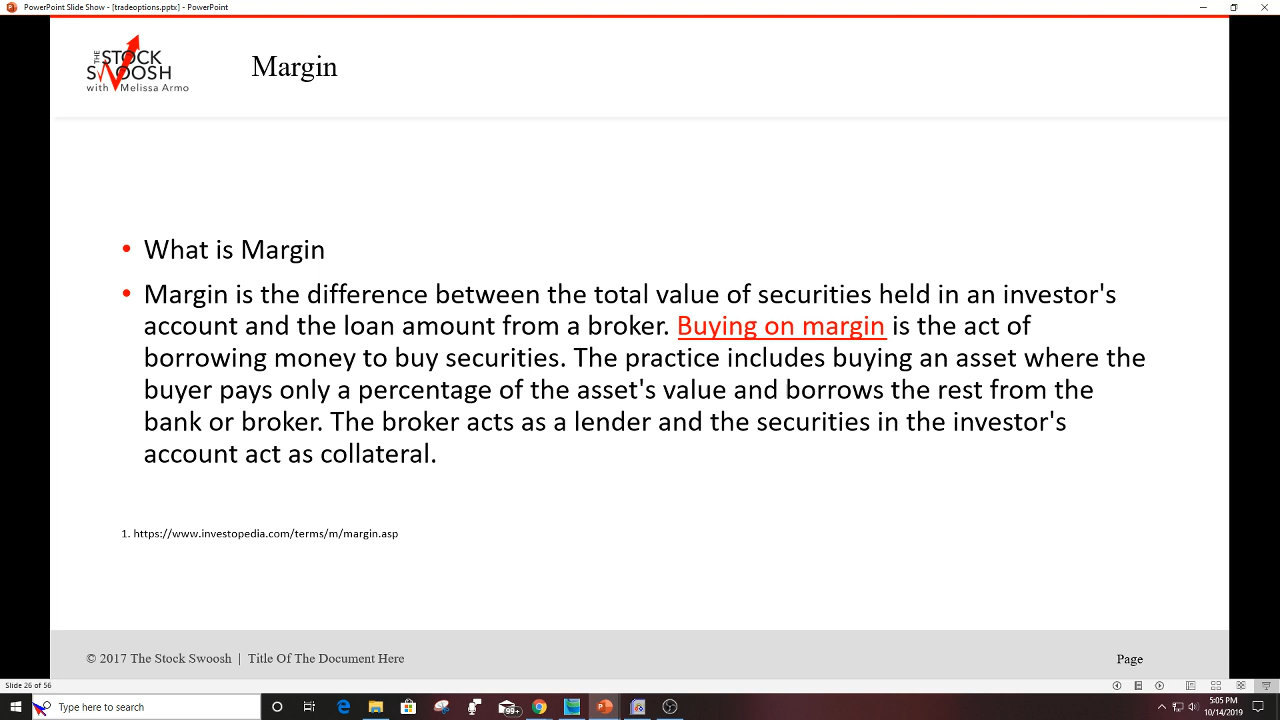 PowerPoint Slide Show - [tradeoptions.pptx] - PowerPoint
THE STOCK
SWOOSH
with Melissa Armo
Margin
• What is Margin
• Margin is the difference between the total value of securities held in an investor's
account and the loan amount from a broker. Buying on margin is the act of
borrowing money to buy securities. The practice includes buying an asset where the
buyer pays only a percentage of the asset's value and borrows the rest from the
bank or broker. The broker acts as a lender and the securities in the investor's
account act as collateral.
1. https://www.investopedia.com/terms/m/margin.asp
© 2017 The Stock Swoosh | Title Of The Document Here
Page
Slide 26 of 56
Type here to search
99+
5:05 PM
10/14/2019